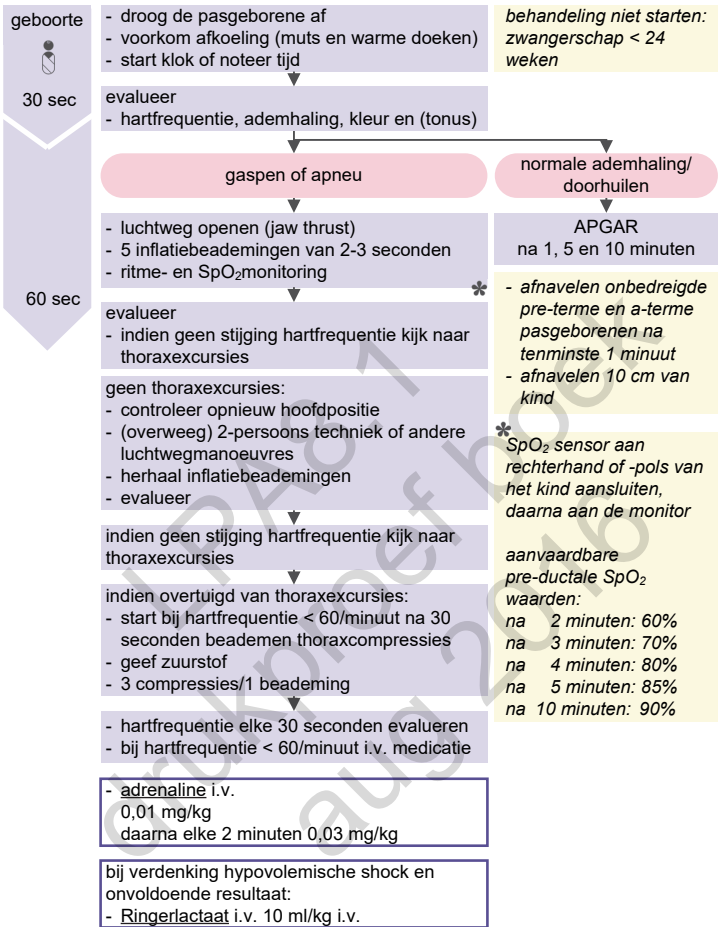 geboorte
- droog de pasgeborene af
- voorkom afkoeling (muts en warme doeken)
- start klok of noteer tijd
behandeling niet starten:
zwangerschap < 24
weken
30 sec
evalueer
- hartfrequentie, ademhaling, kleur en (tonus)
gaspen of apneu
normale ademhaling/
doorhuilen
- luchtweg openen (jaw thrust)
- 5 inflatiebeademingen van 2-3 seconden
- ritme- en SpO₂monitoring
APGAR
na 1, 5 en 10 minuten
60 sec
*
evalueer
- indien geen stijging hartfrequentie kijk naar
thoraxexcursies
- afnavelen onbedreigde
pre-terme en a-terme
pasgeborenen na
tenminste 1 minuut
- afnavelen 10 cm van
kind
geen thoraxexcursies:
- controleer opnieuw hoofdpositie
- (overweeg) 2-persoons techniek of andere
luchtwegmanoeuvres
- herhaal inflatiebeademingen
- evalueer
*
SpO₂ sensor aan
rechterhand of -pols van
het kind aansluiten,
daarna aan de monitor
aanvaardbare
pre-ductale SpO₂
waarden:
na 2 minuten: 60%
na 3 minuten: 70%
na 4 minuten: 80%
na 5 minuten: 85%
na 10 minuten: 90%
indien geen stijging hartfrequentie kijk naar
thoraxexcursies
indien overtuigd van thoraxexcursies:
- start bij hartfrequentie < 60/minuut na 30
seconden beademen thoraxcompressies
- geef zuurstof
- 3 compressies/1 beademing
- hartfrequentie elke 30 seconden evalueren
- bij hartfrequentie < 60/minuut i.v. medicatie
- adrenaline i.v.
0,01 mg/kg
daarna elke 2 minuten 0,03 mg/kg
bij verdenking hypovolemische shock en
onvoldoende resultaat:
- Ringerlactaat i.v. 10 ml/kg i.v.
LPA8.1
drukproef boek
aug 2016